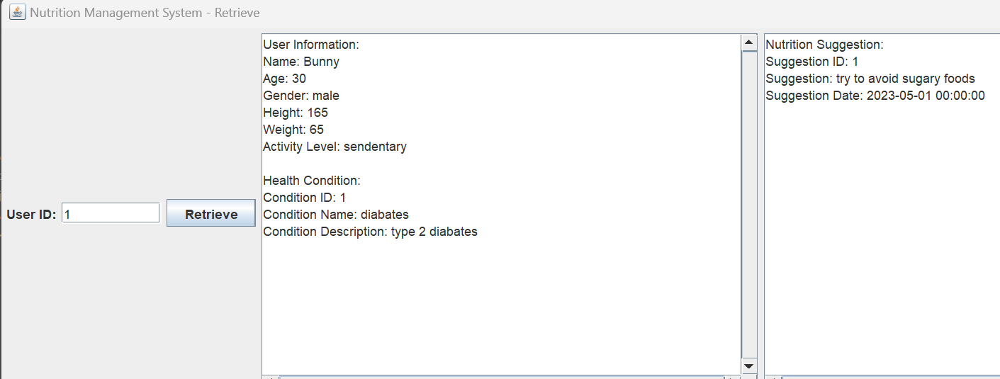 Nutrition Management System - Retrieve
User ID: 1 Retrieve
User Information:
Name: Bunny
Age: 30
Gender: male
Height: 165
Weight: 65
Activity Level: sendentary
Health Condition:
Condition ID: 1
Condition Name: diabates
Condition Description: type 2 diabates
Nutrition Suggestion:
Suggestion ID: 1
Suggestion: try to avoid sugary foods
Suggestion Date: 2023-05-01 00:00:00